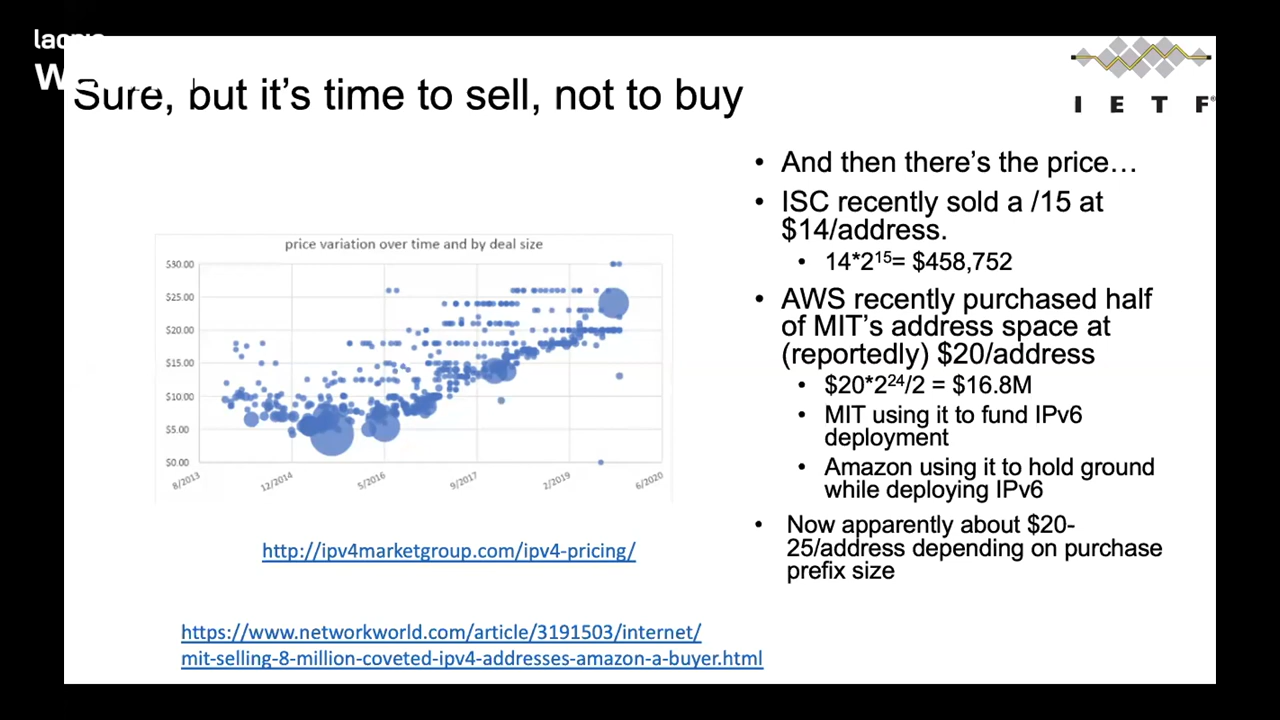 Sure, but it's time to sell, not to buy
I E T F®
• And then there's the price…
• ISC recently sold a /15 at
$14/address.
• 14*2¹⁵= $458,752
• AWS recently purchased half
of MIT's address space at
(reportedly) $20/address
• $20*2²⁴/2 = $16.8M
• MIT using it to fund IPv6
deployment
• Amazon using it to hold ground
while deploying IPv6
• Now apparently about $20-
25/address depending on purchase
prefix size
price variation over time and by deal size
$30.00
$25.00
$20.00
$15.00
$10.00
$5.00
$0.00
8/2013 12/2014 5/2016 9/2017 2/2019 6/2020
http://ipv4marketgroup.com/ipv4-pricing/
https://www.networkworld.com/article/3191503/internet/
mit-selling-8-million-coveted-ipv4-addresses-amazon-a-buyer.html